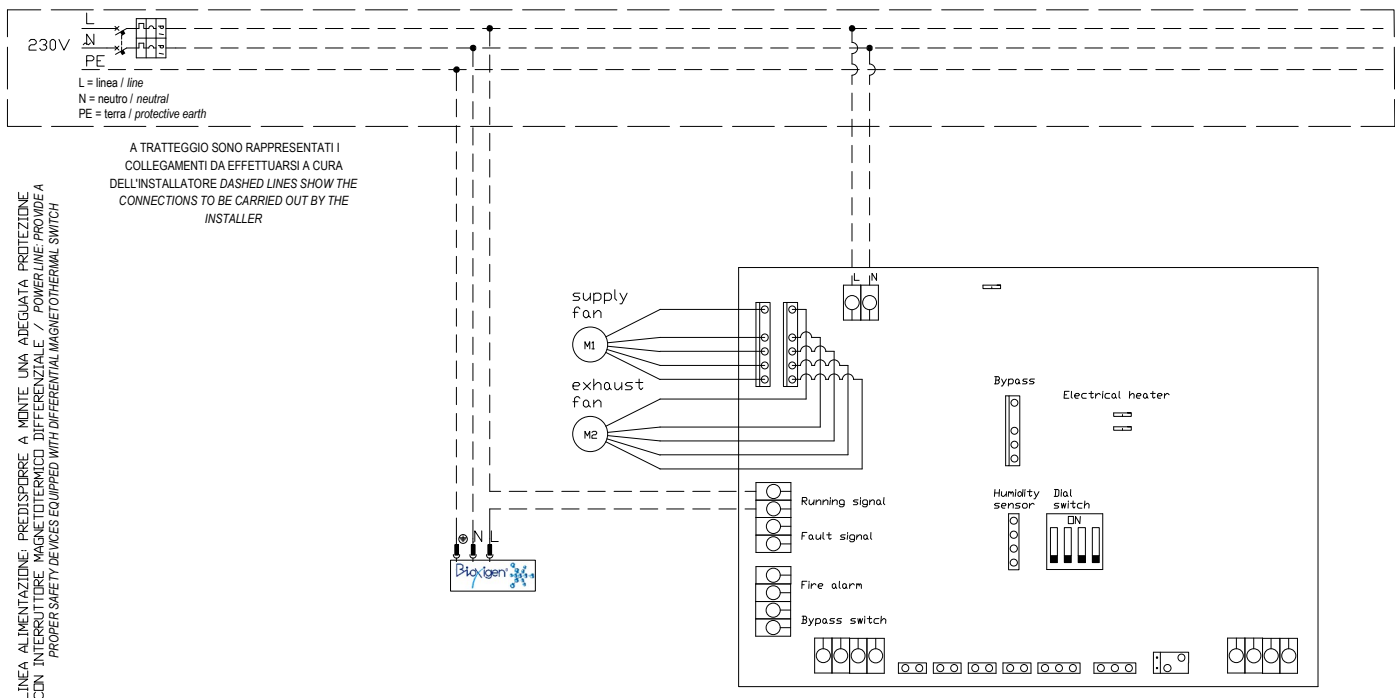 L
230V N
PE
L = linea / line
N = neutro / neutral
PE = terra / protective earth
A TRATTEGGIO SONO RAPPRESENTATI I
COLLEGAMENTI DA EFFETTUARSI A CURA
DELL'INSTALLATORE DASHED LINES SHOW THE
CONNECTIONS TO BE CARRIED OUT BY THE
INSTALLER
LINEA ALIMENTAZIONE: PREDISPORRE A MONTE UNA ADEGUATA PROTEZIONE
CON INTERRUTTORE MAGNETOTERMICO DIFFERENZIALE / POWER LINE: PROVIDE A
PROPER SAFETY DEVICES EQUIPPED WITH DIFFERENTIAL MAGNETOTHERMAL SWITCH
L N
supply
fan
M1
exhaust
fan
M2
Bypass
Electrical heater
Running signal
Fault signal
Humidity
sensor
Dial
switch
ON
N L
Bioxigen
Fire alarm
Bypass switch